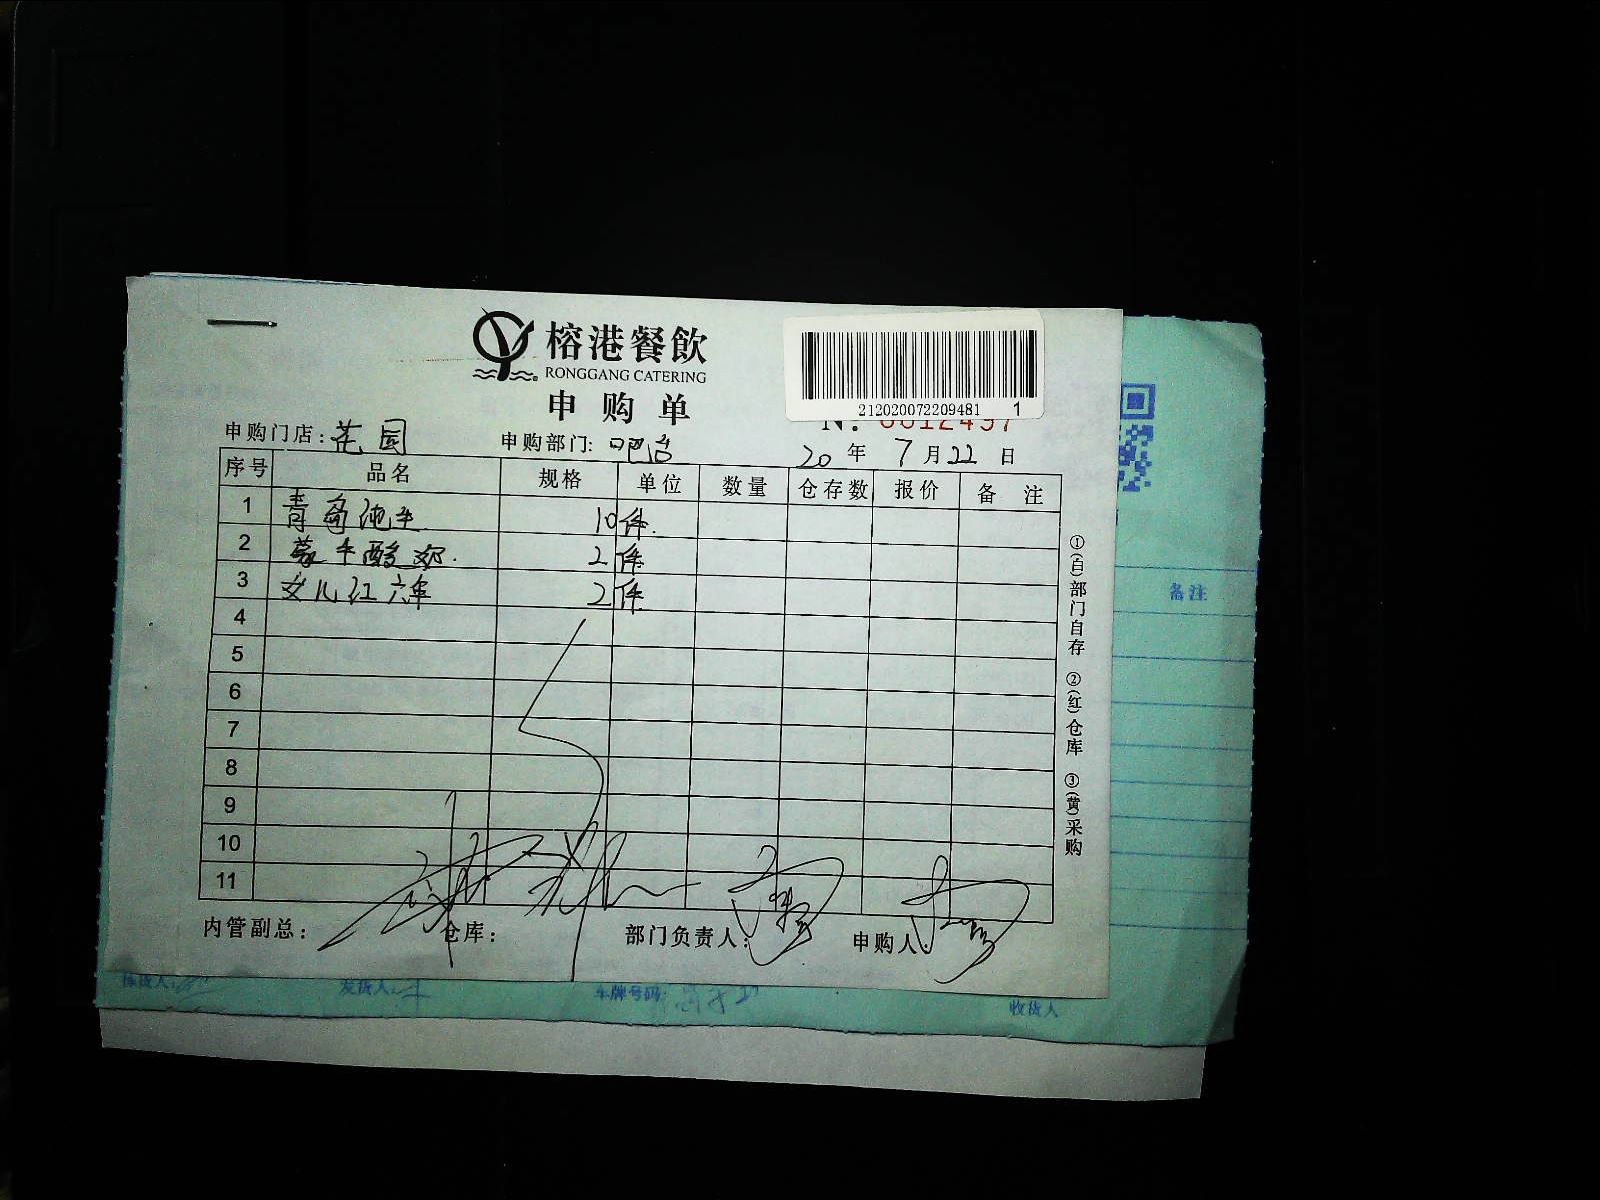 榕港餐飲
RONGGANG CATERING
申购单
212020072209481 1
申购门店:花园 申购部门:吧台 20年7月22日
序号 品名 规格 单位 数量 仓存数 报价 备注
1 青岛纯生 10件
2 蒙牛酸奶 2件
3 女儿红六年 2件
4
5
6
7
8
9
10
11
内管副总: 仓库: 部门负责人: 申购人:
①(白)部门自存 ②(红)仓库 ③(黄)采购
备注
发货人: 车牌号码: 收货人